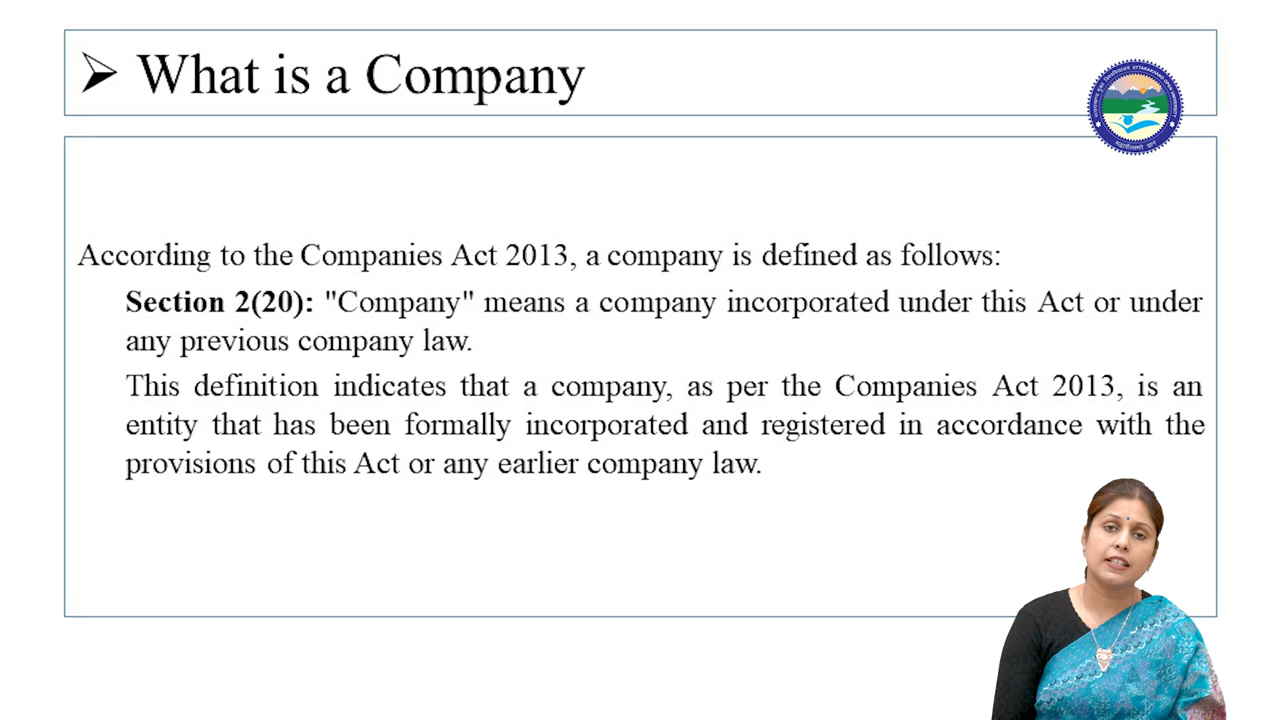 ➢ What is a Company
UTTARAKHAND OPEN UNIVERSITY
According to the Companies Act 2013, a company is defined as follows:
Section 2(20): "Company" means a company incorporated under this Act or under
any previous company law.
This definition indicates that a company, as per the Companies Act 2013, is an
entity that has been formally incorporated and registered in accordance with the
provisions of this Act or any earlier company law.